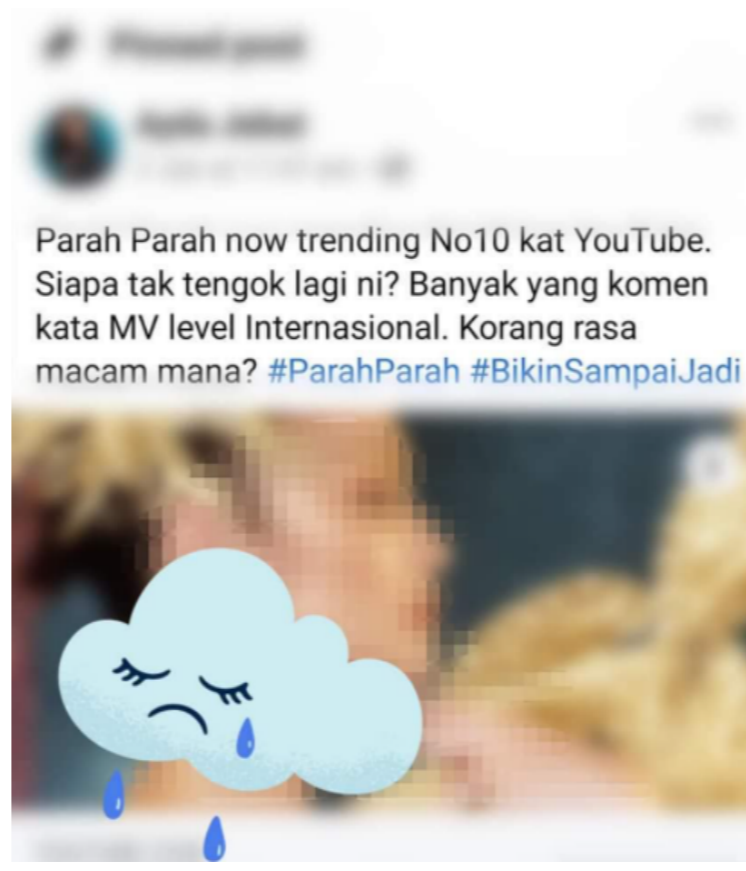 Parah Parah now trending No10 kat YouTube.
Siapa tak tengok lagi ni? Banyak yang komen
kata MV level Internasional. Korang rasa
macam mana? #ParahParah #BikinSampaiJadi